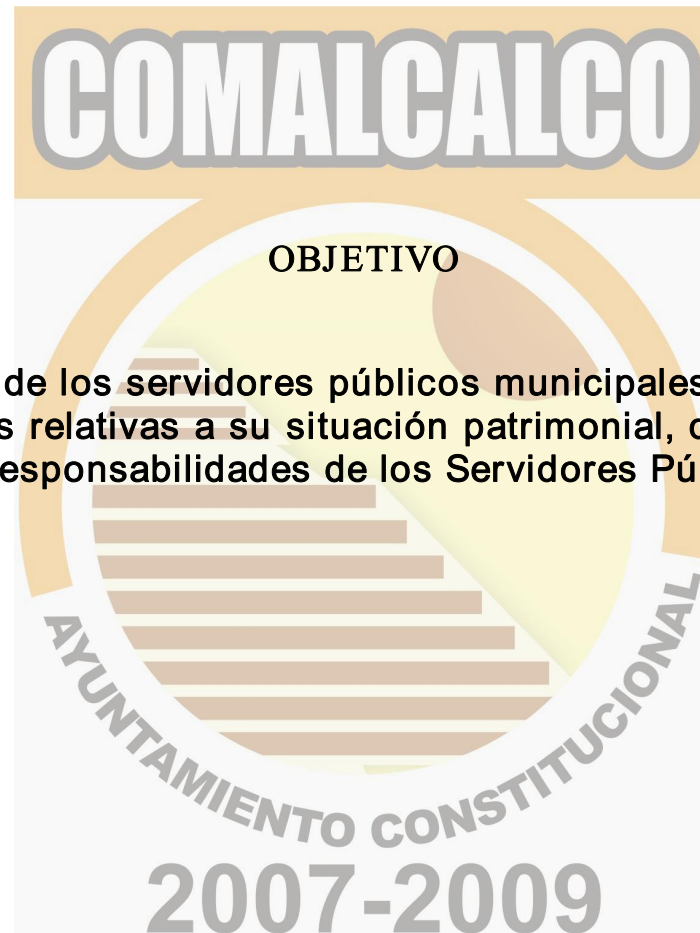 COMALCALCO
OBJETIVO
de los servidores públicos municipales
s relativas a su situación patrimonial,
esponsabilidades de los Servidores Pú
AYUNTAMIENTO CONSTITUCIONAL
2007-2009